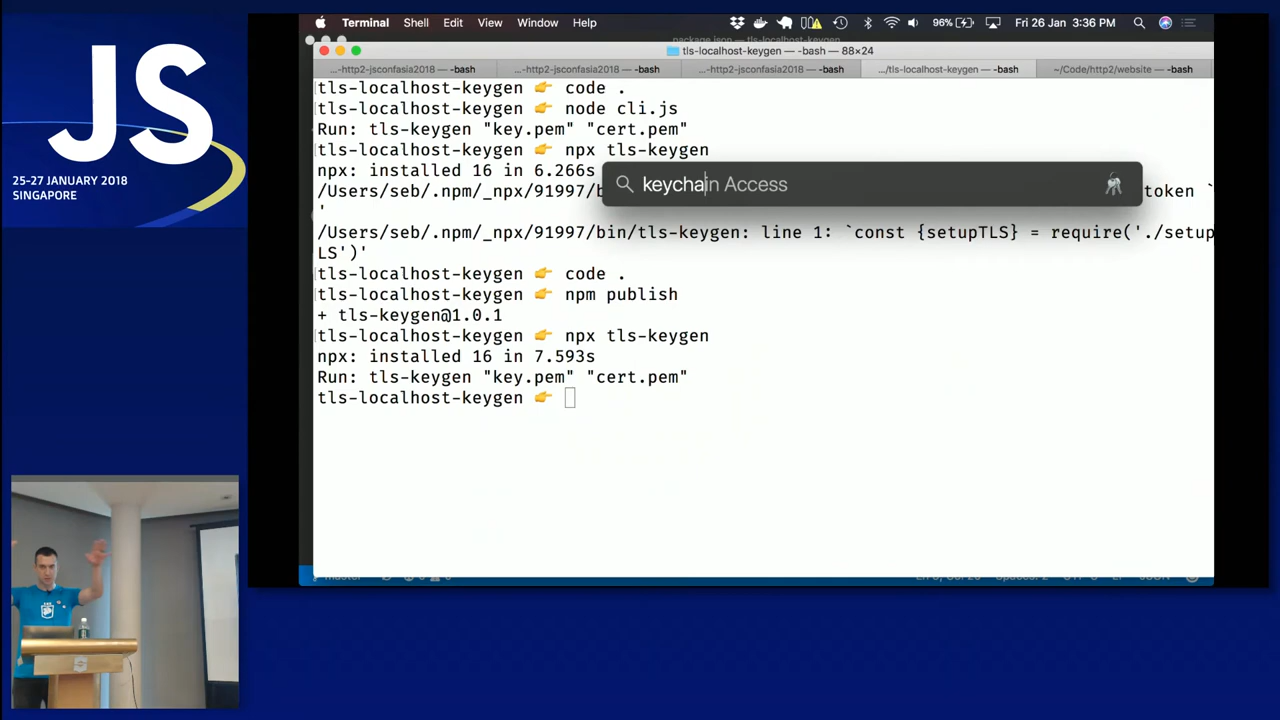 JS
25-27 JANUARY 2018
SINGAPORE
Terminal Shell Edit View Window Help 96% Fri 26 Jan 3:36 PM
tls-localhost-keygen — -bash — 88×24
...-http2-jsconfasia2018 — -bash ...-http2-jsconfasia2018 — -bash ...-http2-jsconfasia2018 — -bash .../tls-localhost-keygen — -bash ~/Code/http2/website — -bash
tls-localhost-keygen 👉 code .
tls-localhost-keygen 👉 node cli.js
Run: tls-keygen "key.pem" "cert.pem"
tls-localhost-keygen 👉 npx tls-keygen
npx: installed 16 in 6.266s
keychain Access
/Users/seb/.npm/_npx/91997/b token `
'
/Users/seb/.npm/_npx/91997/bin/tls-keygen: line 1: `const {setupTLS} = require('./setup
LS')'
tls-localhost-keygen 👉 code .
tls-localhost-keygen 👉 npm publish
+ tls-keygen@1.0.1
tls-localhost-keygen 👉 npx tls-keygen
npx: installed 16 in 7.593s
Run: tls-keygen "key.pem" "cert.pem"
tls-localhost-keygen 👉